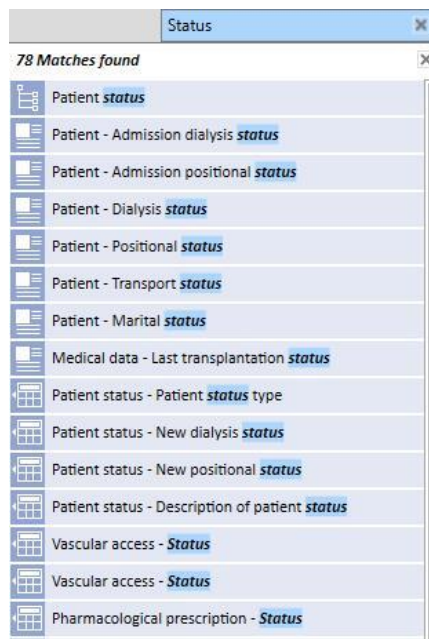 Status
78 Matches found
Patient status
Patient - Admission dialysis status
Patient - Admission positional status
Patient - Dialysis status
Patient - Positional status
Patient - Transport status
Patient - Marital status
Medical data - Last transplantation status
Patient status - Patient status type
Patient status - New dialysis status
Patient status - New positional status
Patient status - Description of patient status
Vascular access - Status
Vascular access - Status
Pharmacological prescription - Status